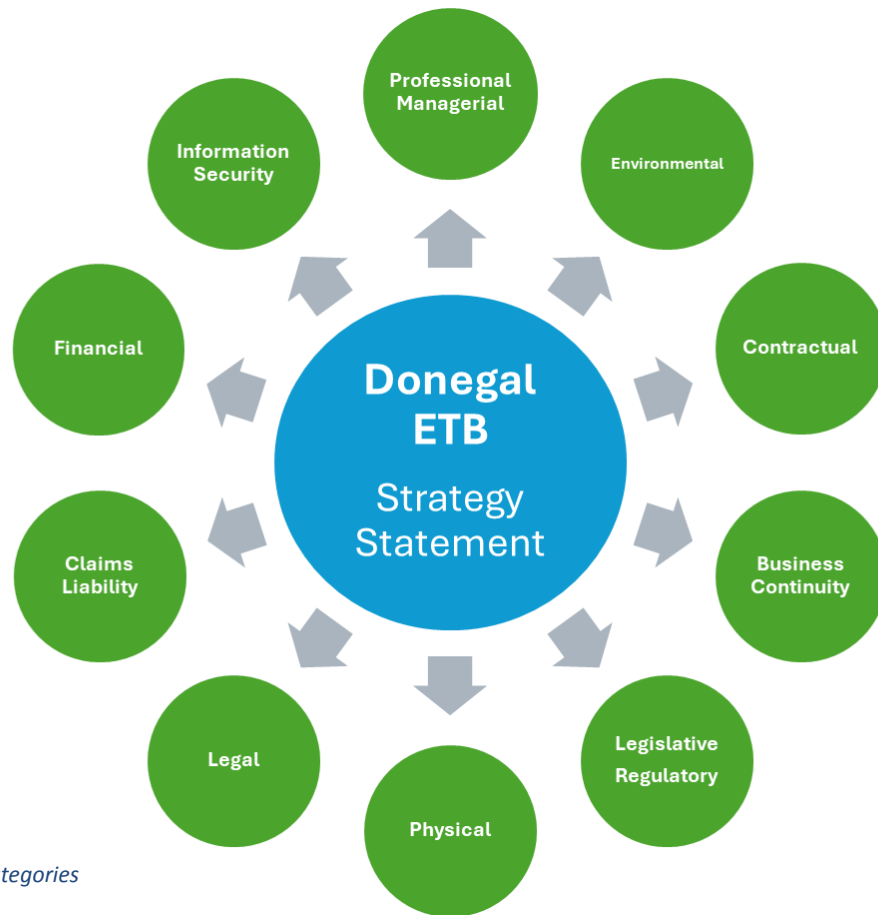 Professional
Managerial
Environmental
Contractual
Business
Continuity
Legislative
Regulatory
Physical
Legal
Claims
Liability
Financial
Information
Security
Donegal
ETB
Strategy
Statement
tegories